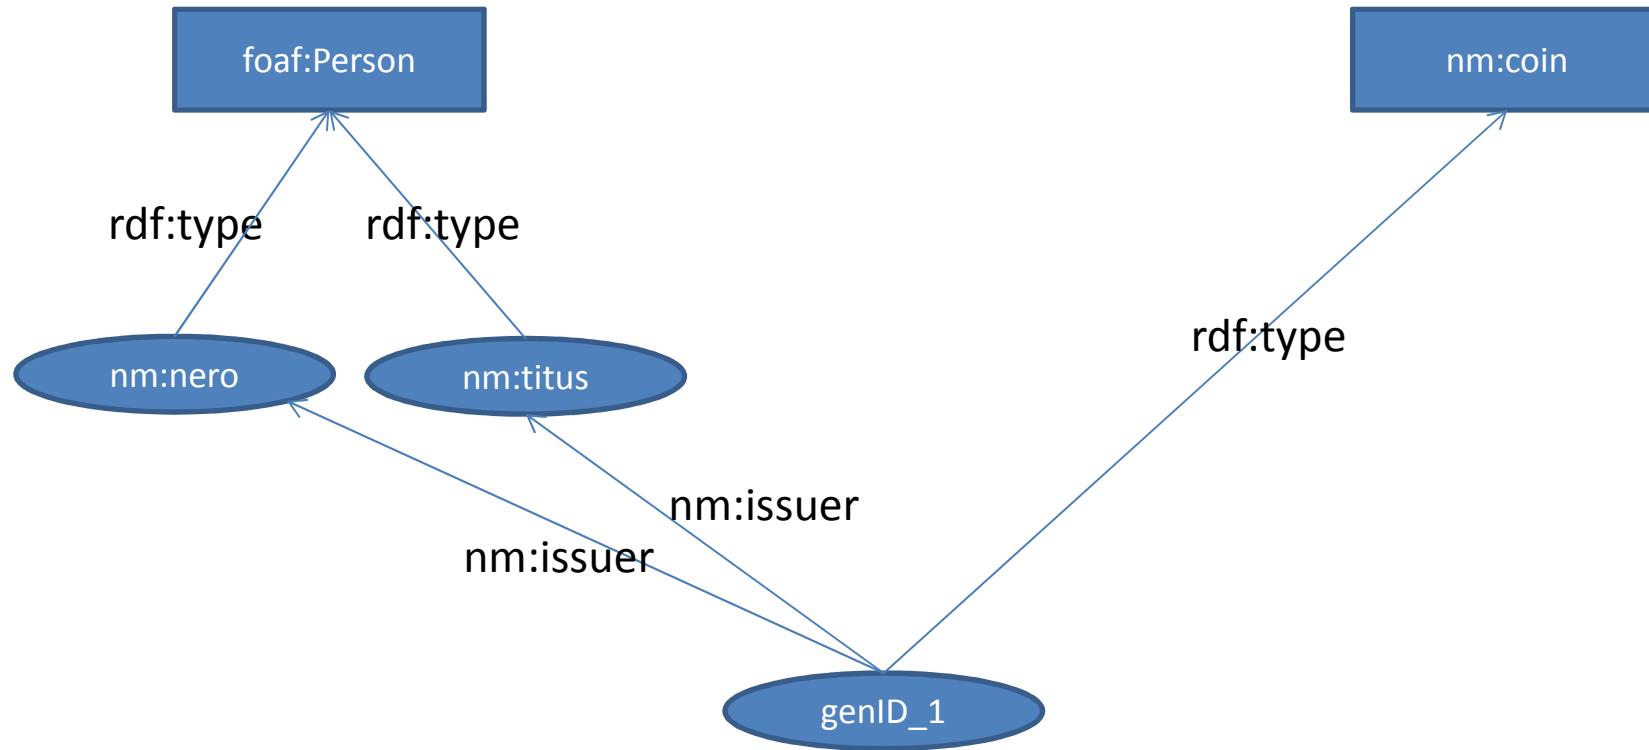 foaf:Person
nm:coin
rdf:type
rdf:type
rdf:type
nm:nero
nm:titus
nm:issuer
nm:issuer
genID_1